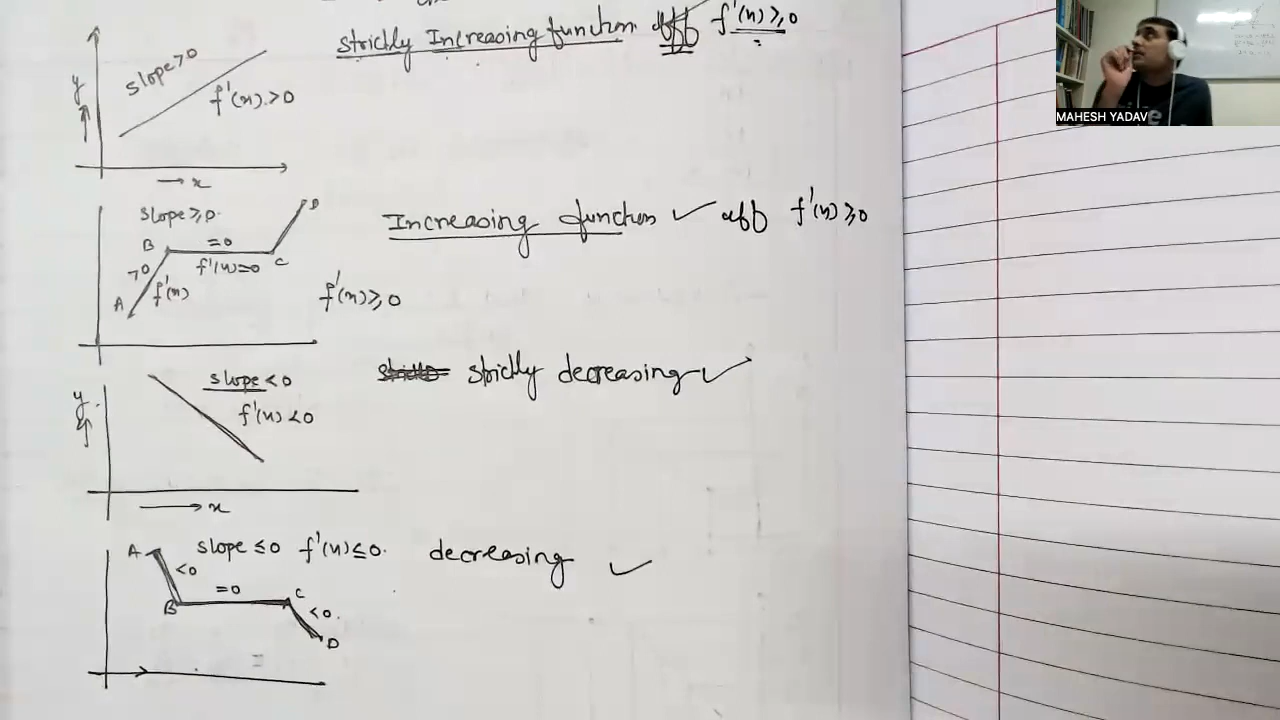 strictly Increasing function iff f'(x) ≥ 0
slope > 0
f'(x) > 0
y
→ x
MAHESH YADAV
slope ≥ 0
Increasing function ✓ iff f'(x) ≥ 0
B = 0
f'(x) = 0 C
> 0
A f'(x)
D
f'(x) ≥ 0
slope < 0
strictly decreasing ✓
y
f'(x) < 0
→ x
A slope ≤ 0 f'(x) ≤ 0. decreasing ✓
< 0
= 0 C
B < 0.
D